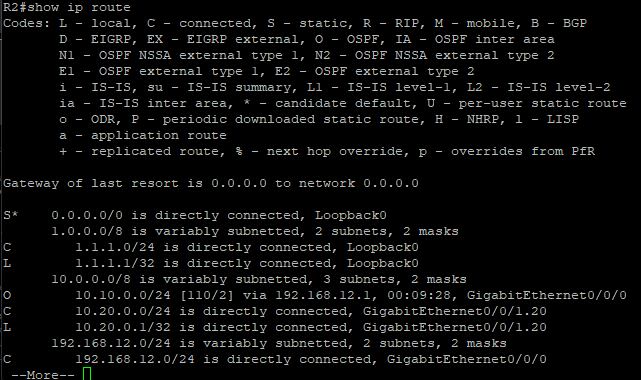 R2#show ip route
Codes: L - local, C - connected, S - static, R - RIP, M - mobile, B - BGP
       D - EIGRP, EX - EIGRP external, O - OSPF, IA - OSPF inter area
       N1 - OSPF NSSA external type 1, N2 - OSPF NSSA external type 2
       E1 - OSPF external type 1, E2 - OSPF external type 2
       i - IS-IS, su - IS-IS summary, L1 - IS-IS level-1, L2 - IS-IS level-2
       ia - IS-IS inter area, * - candidate default, U - per-user static route
       o - ODR, P - periodic downloaded static route, H - NHRP, l - LISP
       a - application route
       + - replicated route, % - next hop override, p - overrides from PfR
Gateway of last resort is 0.0.0.0 to network 0.0.0.0
S*    0.0.0.0/0 is directly connected, Loopback0
      1.0.0.0/8 is variably subnetted, 2 subnets, 2 masks
C        1.1.1.0/24 is directly connected, Loopback0
L        1.1.1.1/32 is directly connected, Loopback0
      10.0.0.0/8 is variably subnetted, 3 subnets, 2 masks
O        10.10.0.0/24 [110/2] via 192.168.12.1, 00:09:28, GigabitEthernet0/0/0
C        10.20.0.0/24 is directly connected, GigabitEthernet0/0/1.20
L        10.20.0.1/32 is directly connected, GigabitEthernet0/0/1.20
      192.168.12.0/24 is variably subnetted, 2 subnets, 2 masks
C        192.168.12.0/24 is directly connected, GigabitEthernet0/0/0
 --More--